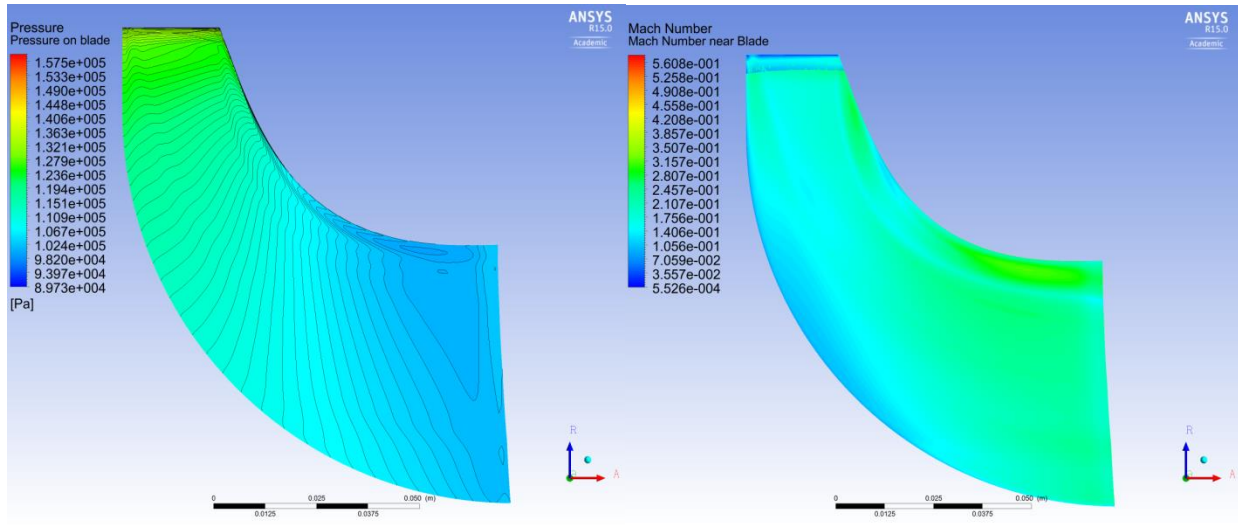 Pressure
Pressure on blade
1.575e+005
1.533e+005
1.490e+005
1.448e+005
1.406e+005
1.363e+005
1.321e+005
1.279e+005
1.236e+005
1.194e+005
1.151e+005
1.109e+005
1.067e+005
1.024e+005
9.820e+004
9.397e+004
8.973e+004
[Pa]
ANSYS
R15.0
Academic
0 0.025 0.050 (m)
0.0125 0.0375
R
A
Mach Number
Mach Number near Blade
5.608e-001
5.258e-001
4.908e-001
4.558e-001
4.208e-001
3.857e-001
3.507e-001
3.157e-001
2.807e-001
2.457e-001
2.107e-001
1.756e-001
1.406e-001
1.056e-001
7.059e-002
3.557e-002
5.526e-004
ANSYS
R15.0
Academic
0 0.025 0.050 (m)
0.0125 0.0375
R
A